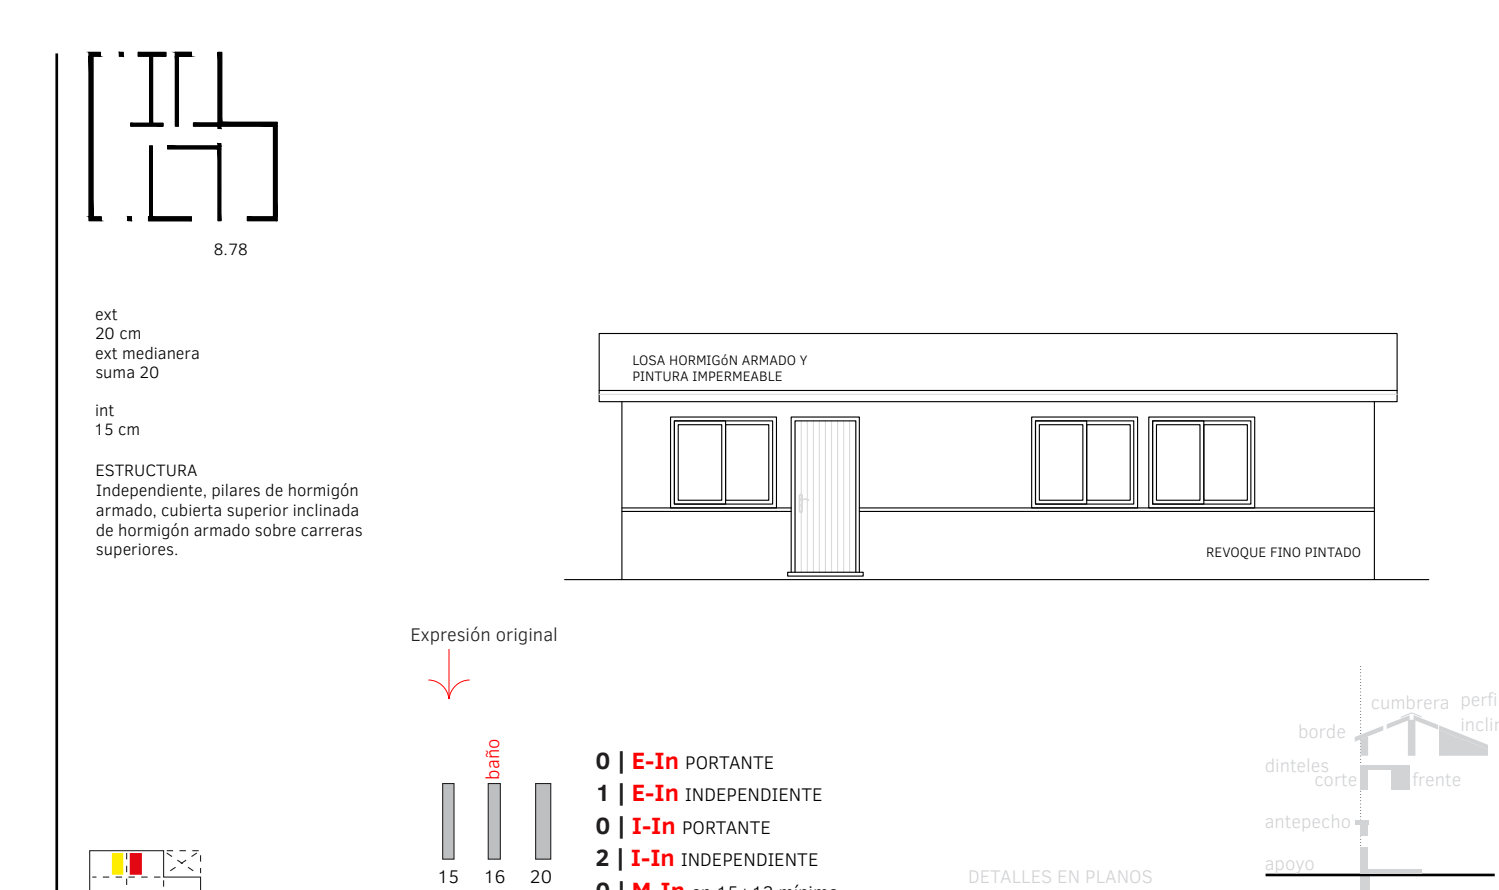 8.78
ext
20 cm
ext medianera
suma 20
int
15 cm
ESTRUCTURA
Independiente, pilares de hormigón
armado, cubierta superior inclinada
de hormigón armado sobre carreras
superiores.
LOSA HORMIGóN ARMADO Y
PINTURA IMPERMEABLE
REVOQUE FINO PINTADO
Expresión original
baño
15 16 20
0 | E-In PORTANTE
1 | E-In INDEPENDIENTE
0 | I-In PORTANTE
2 | I-In INDEPENDIENTE
0 | M-In
DETALLES EN PLANOS
cumbrera
borde
dinteles
corte
frente
antepecho
apoyo